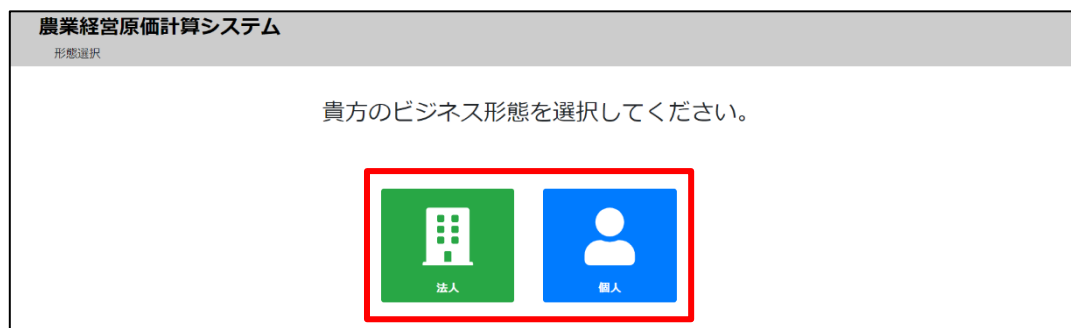 農業経営原価計算システム
形態選択
貴方のビジネス形態を選択してください。
法人
個人